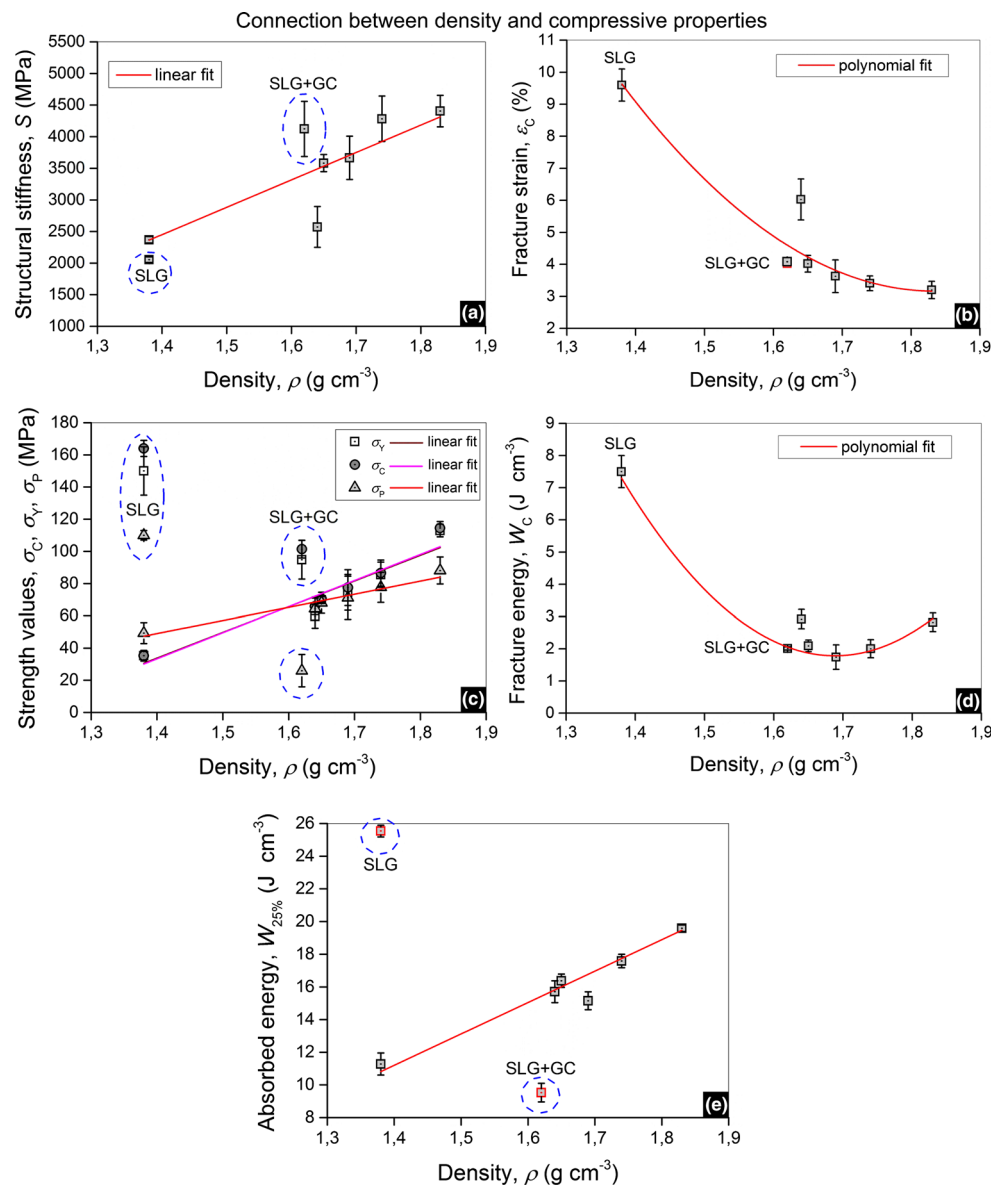 Connection between density and compressive properties
5500
5000
4500
4000
3500
3000
2500
2000
1500
1000
Structural stiffness, S (MPa)
linear fit
SLG+GC
SLG
(a)
1,3 1,4 1,5 1,6 1,7 1,8 1,9
Density, ρ (g cm⁻³)
11
10
9
8
7
6
5
4
3
2
Fracture strain, ε_C (%)
SLG
polynomial fit
SLG+GC
(b)
1,3 1,4 1,5 1,6 1,7 1,8 1,9
Density, ρ (g cm⁻³)
180
160
140
120
100
80
60
40
20
0
Strength values, σ_C, σ_Y, σ_P (MPa)
σ_Y linear fit
σ_C linear fit
σ_P linear fit
SLG
SLG+GC
(c)
1,3 1,4 1,5 1,6 1,7 1,8 1,9
Density, ρ (g cm⁻³)
9
8
7
6
5
4
3
2
1
0
Fracture energy, W_C (J cm⁻³)
SLG
polynomial fit
SLG+GC
(d)
1,3 1,4 1,5 1,6 1,7 1,8 1,9
Density, ρ (g cm⁻³)
26
24
22
20
18
16
14
12
10
8
Absorbed energy, W_25% (J cm⁻³)
SLG
SLG+GC
(e)
1,3 1,4 1,5 1,6 1,7 1,8 1,9
Density, ρ (g cm⁻³)